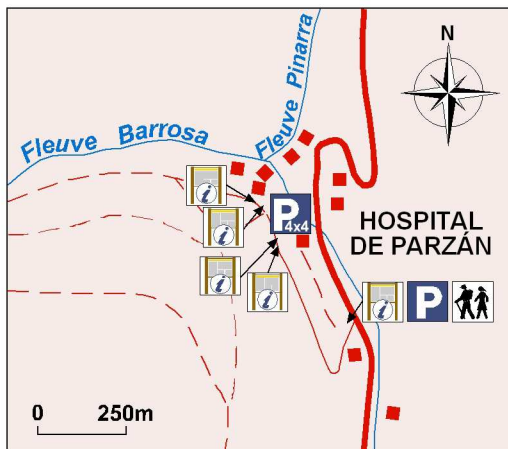 N
Fleuve Pinarra
Fleuve Barrosa
i
i
P
4x4
HOSPITAL
DE PARZÁN
i
i
i
P
0 250m